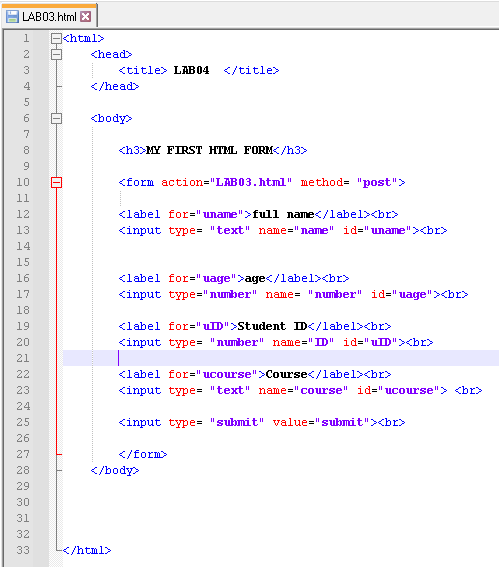 LAB03.html
1 <html>
2 <head>
3 <title> LAB04  </title>
4 </head>
5
6 <body>
7
8 <h3>MY FIRST HTML FORM</h3>
9
10 <form action="LAB03.html" method= "post">
11
12 <label for="uname">full name</label><br>
13 <input type= "text" name="name" id="uname"><br>
14
15
16 <label for="uage">age</label><br>
17 <input type="number" name= "number" id="uage"><br>
18
19 <label for="uID">Student ID</label><br>
20 <input type= "number" name="ID" id="uID"><br>
21
22 <label for="ucourse">Course</label><br>
23 <input type= "text" name="course" id="ucourse"> <br>
24
25 <input type= "submit" value="submit"><br>
26
27 </form>
28 </body>
29
30
31
32
33 </html>